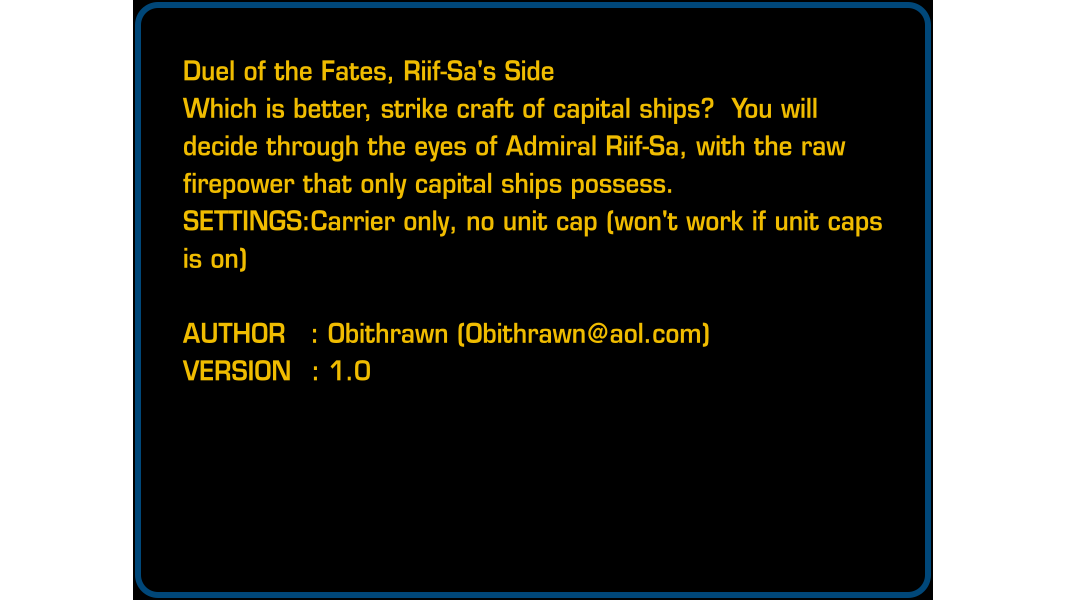 Duel of the Fates, Riif-Sa's Side
Which is better, strike craft of capital ships?  You will
decide through the eyes of Admiral Riif-Sa, with the raw
firepower that only capital ships possess.
SETTINGS:Carrier only, no unit cap (won't work if unit caps
is on)
AUTHOR   : Obithrawn (Obithrawn@aol.com)
VERSION  : 1.0